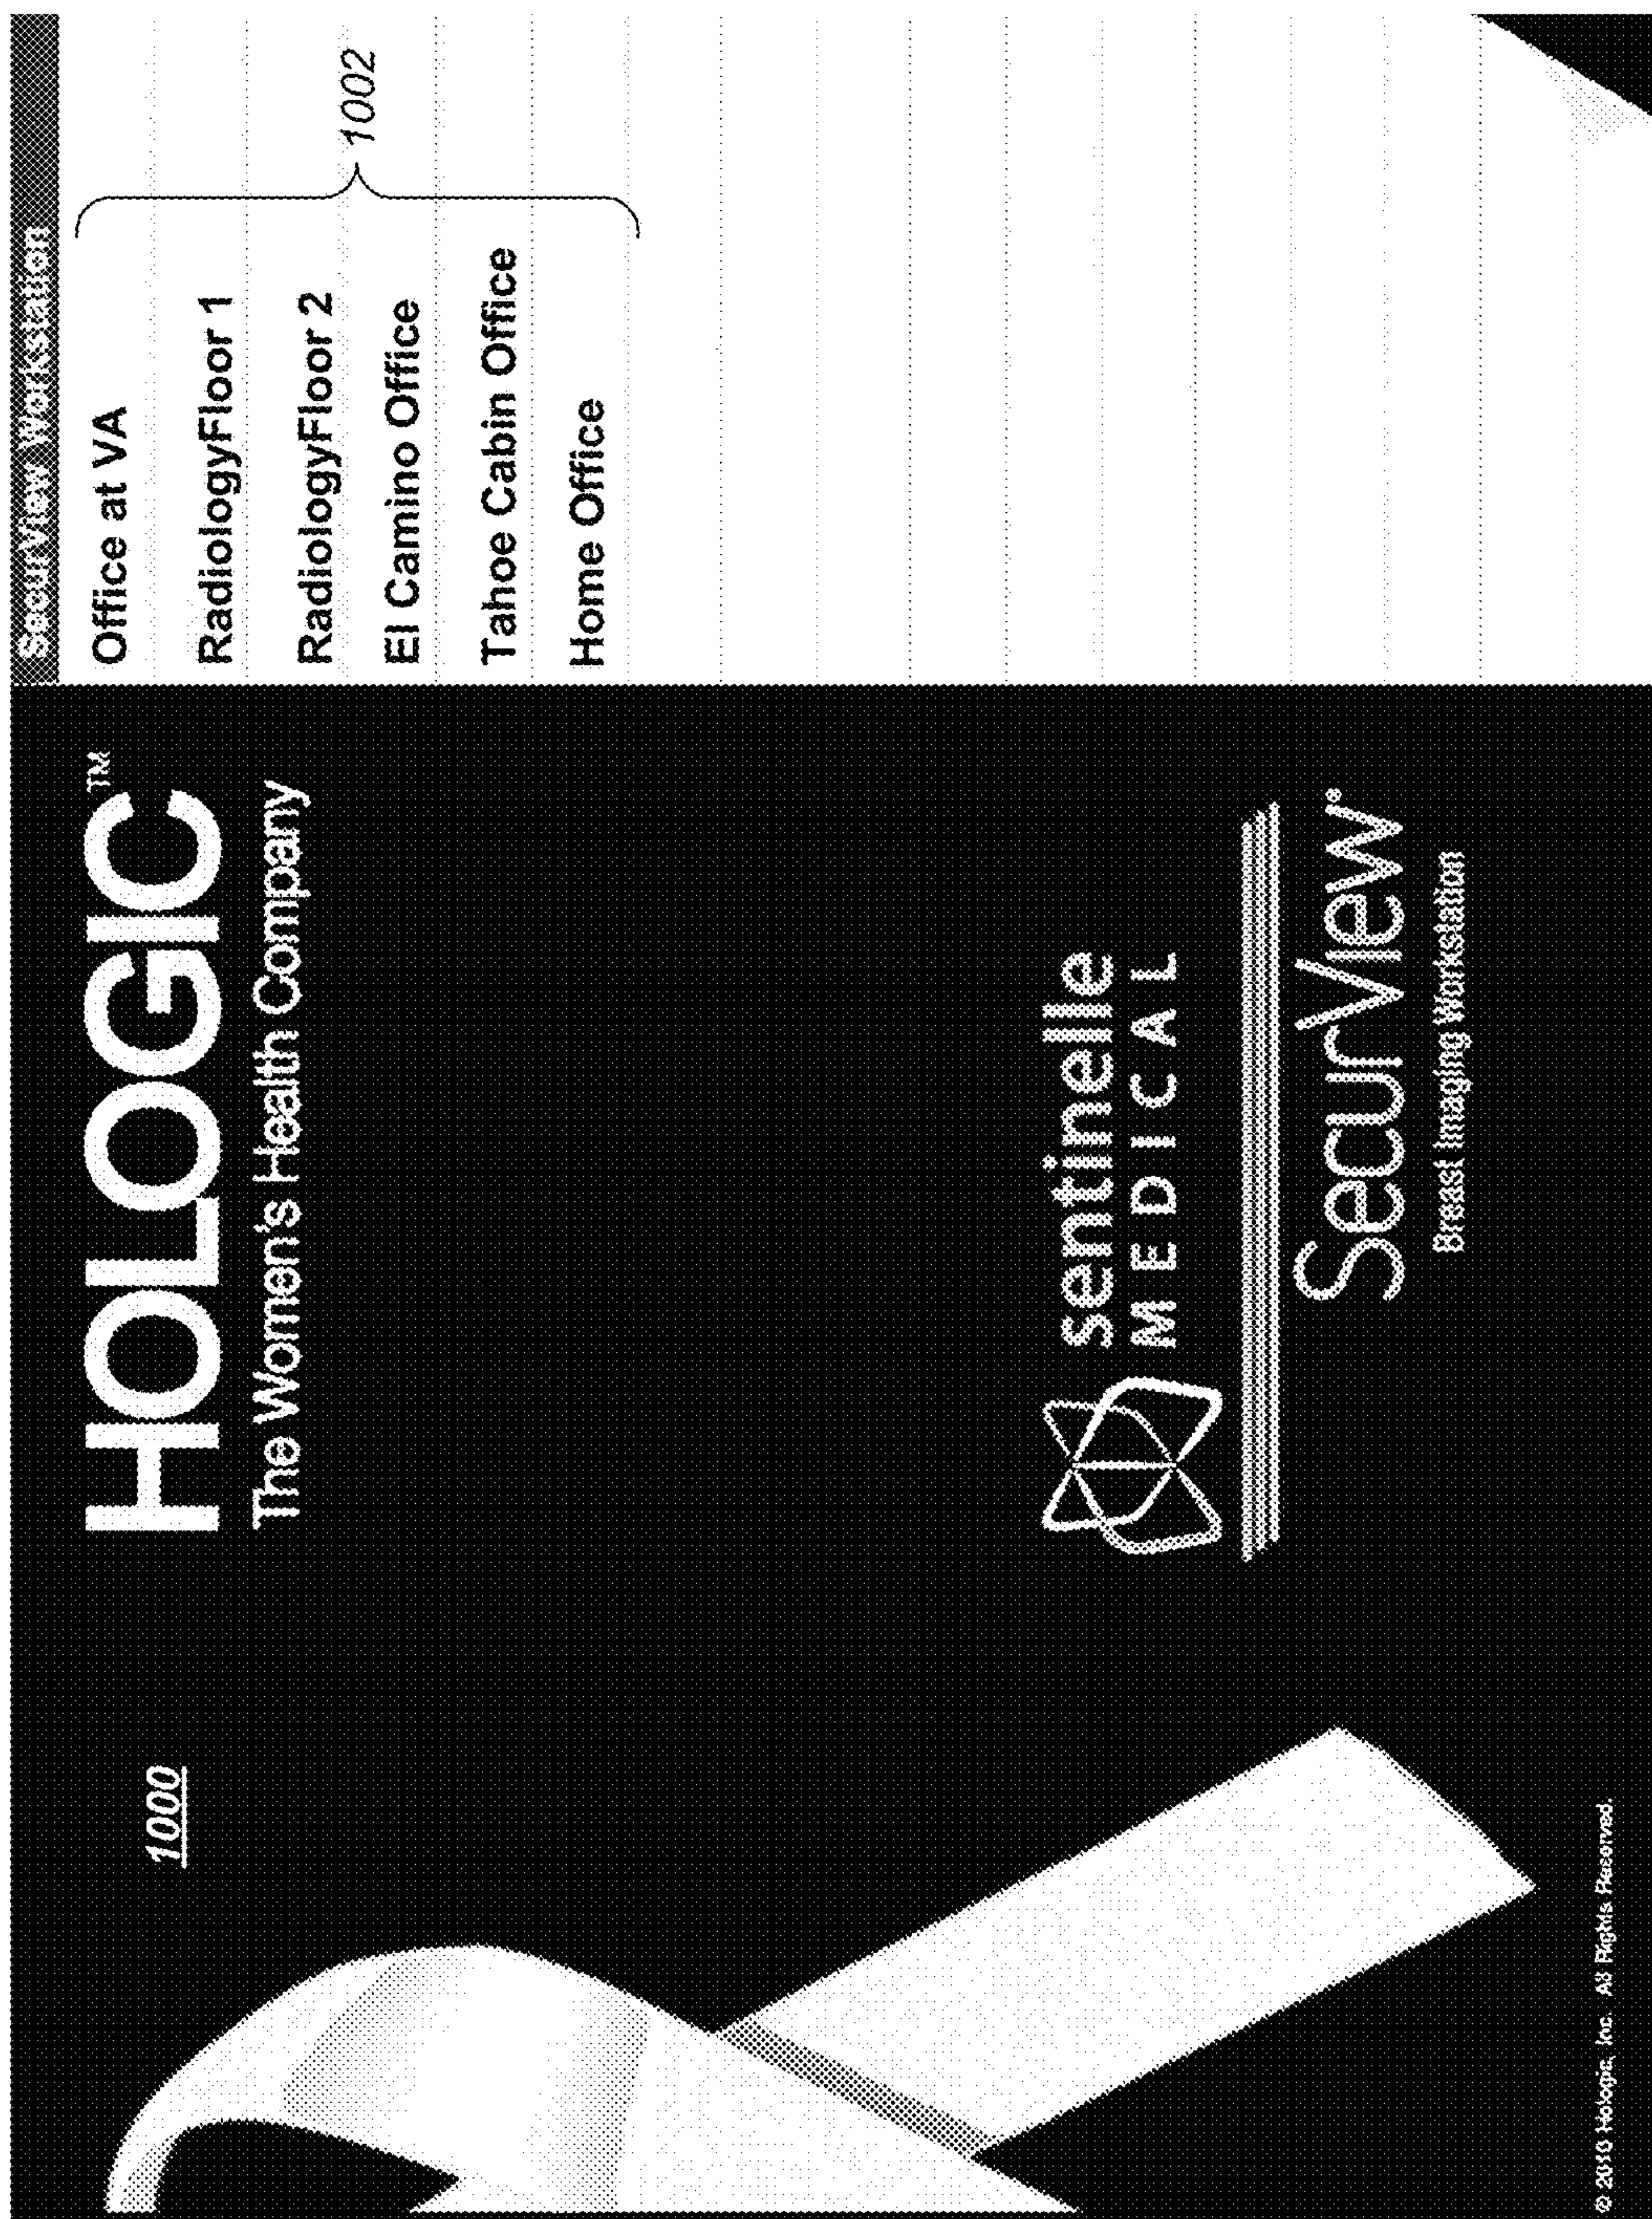 1000
HOLOGIC™
The Women's Health Company
sentinelle
MEDICAL
SecurView®
Breast Imaging Workstation
© 2010 Hologic, Inc. All Rights Reserved.
SecurView Workstation
Office at VA
RadiologyFloor 1
RadiologyFloor 2
El Camino Office
Tahoe Cabin Office
Home Office
1002